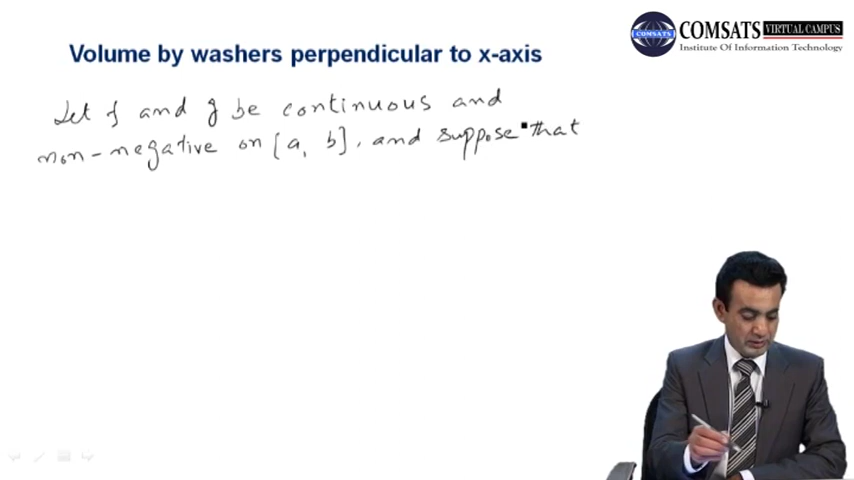 COMSATS VIRTUAL CAMPUS
COMSATS
Institute Of Information Technology
Volume by washers perpendicular to x-axis
Let f and g be continuous and
non-negative on [a, b], and suppose that